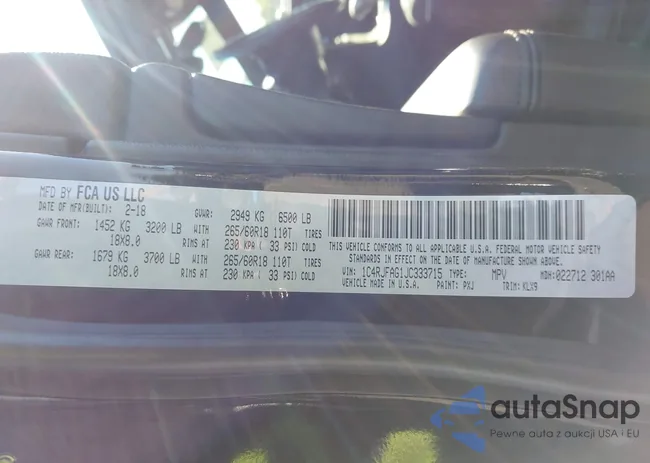 MFD BY FCA US LLC
DATE OF MFR(BUILT): 2-18 GVWR: 2949 KG 6500 LB
GAWR FRONT: 1452 KG 3200 LB WITH 265/60R18 110T TIRES
18X8.0 RIMS AT 230 KPA ( 33 PSI) COLD
GAWR REAR: 1679 KG 3700 LB WITH 265/60R18 110T TIRES
18X8.0 RIMS AT 230 KPA ( 33 PSI) COLD
THIS VEHICLE CONFORMS TO ALL APPLICABLE U.S.A. FEDERAL MOTOR VEHICLE SAFETY
STANDARDS IN EFFECT ON THE DATE OF MANUFACTURE SHOWN ABOVE.
VIN: 1C4RJFAG1JC333715 TYPE: MPV MDH:022712 301AA
VEHICLE MADE IN U.S.A. PAINT: PXJ TRIM: KLX9
autaSnap
Pewne auta z aukcji USA i EU